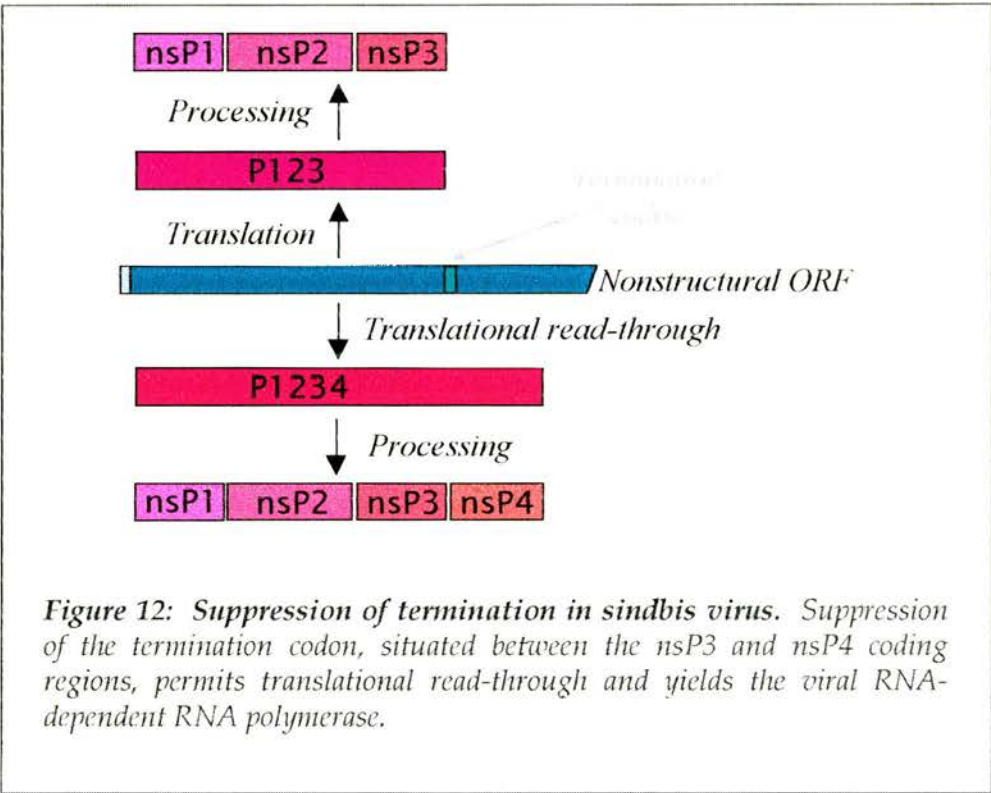 nsP1 nsP2 nsP3
Processing
P123
Translation
Nonstructural ORF
Translational read-through
P1234
Processing
nsP1 nsP2 nsP3 nsP4
Figure 12: Suppression of termination in sindbis virus. Suppression
of the termination codon, situated between the nsP3 and nsP4 coding
regions, permits translational read-through and yields the viral RNA-
dependent RNA polymerase.